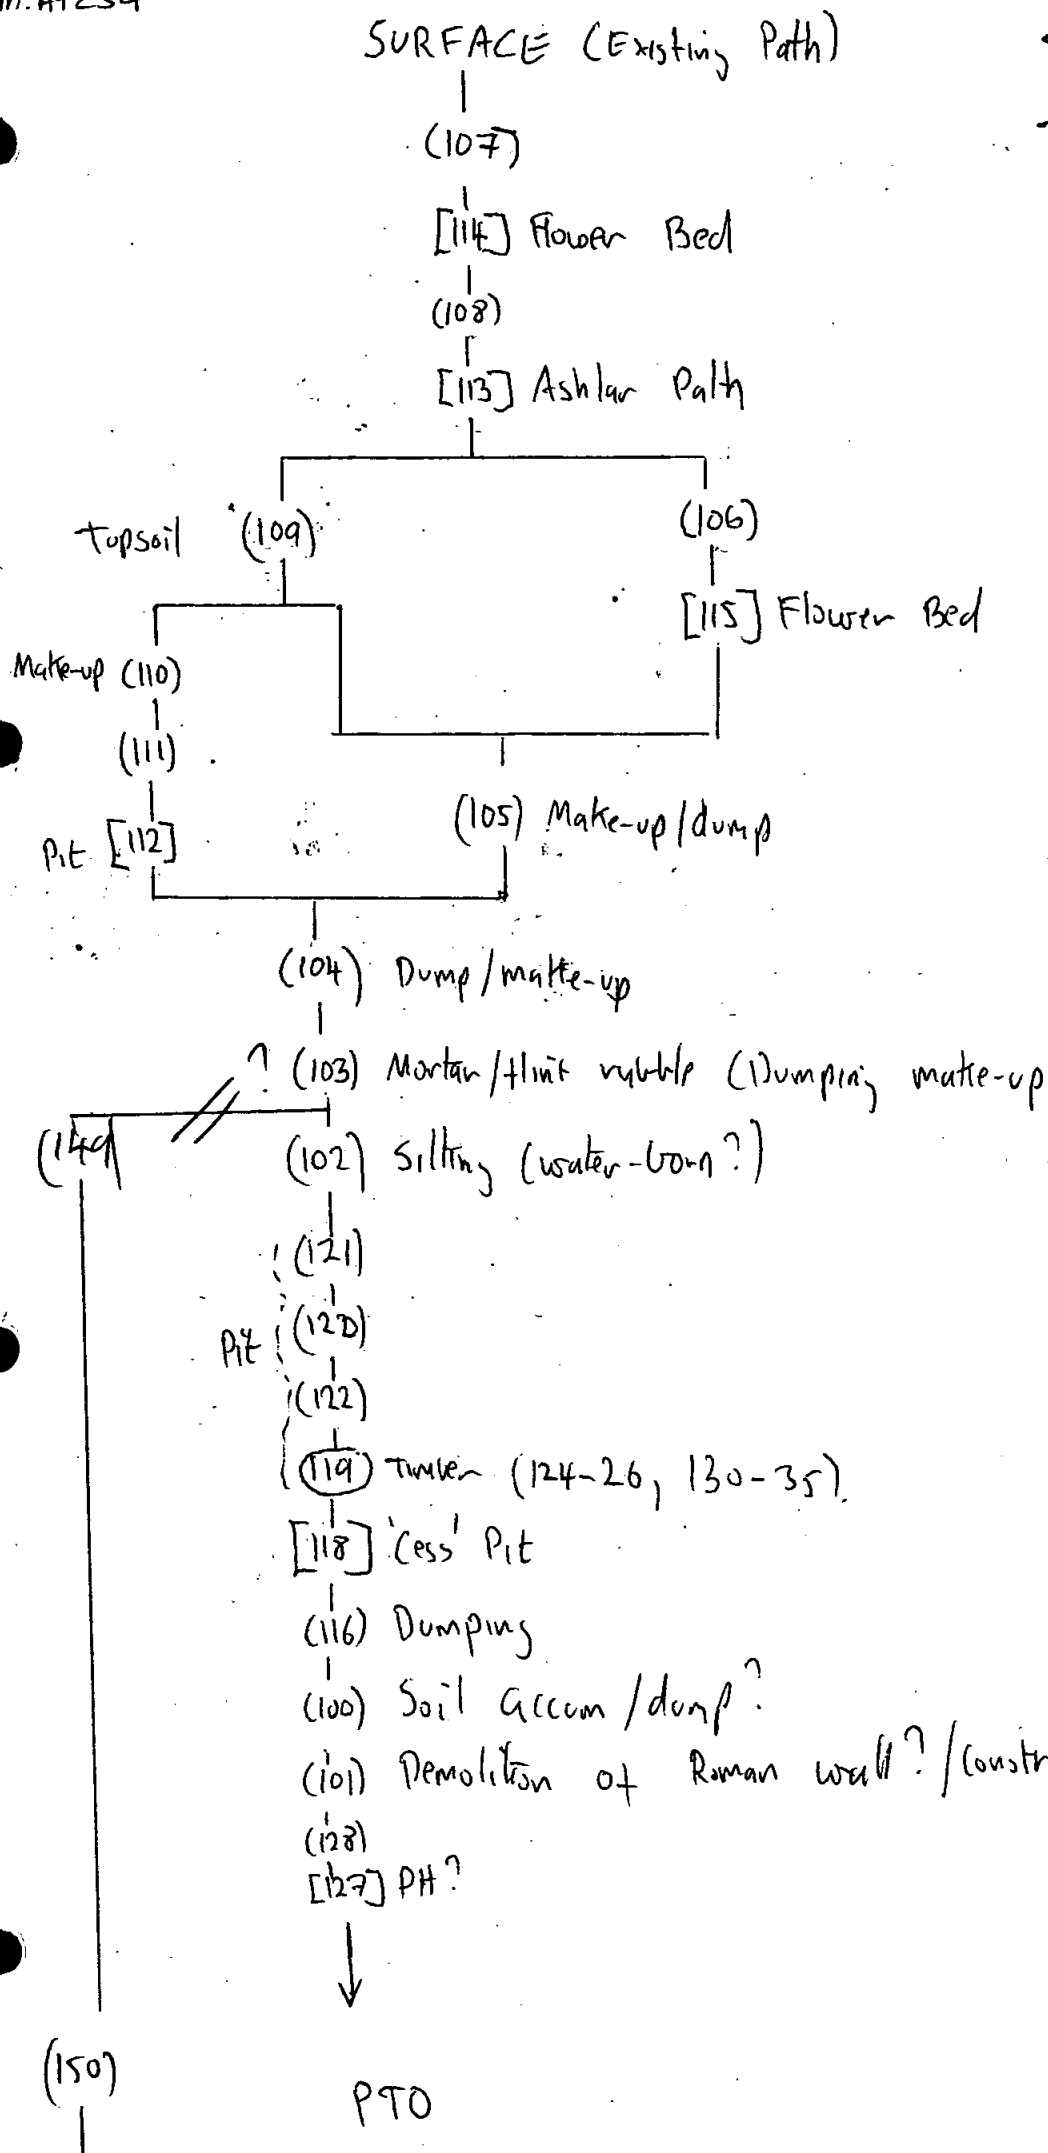 SURFACE (Existing Path)
(107)
[114] Flower Bed
(108)
[113] Ashlar Path
Topsoil (109)
(106)
[115] Flower Bed
Make-up (110)
(111)
(105) Make-up/dump
Pit [112]
(104) Dump/make-up
? (103) Mortar/flint rubble (Dumping make-up
(149)
(102) Silting (water-born?)
(121)
(120)
Pit
(122)
(119) Timber (124-26, 130-35).
[118] 'Cess' Pit
(116) Dumping
(100) Soil accum/dump?
(101) Demolition of Roman wall?/Constr
(128)
[127] PH?
(150)
PTO